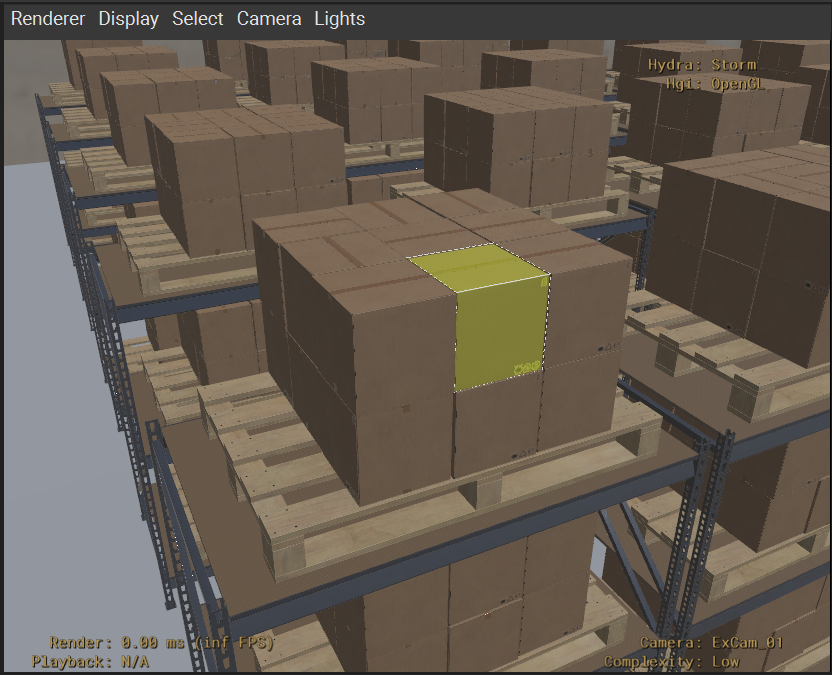 Renderer Display Select Camera Lights
Hydra: Storm
Hgi: OpenGL
Render: 0.00 ms (inf FPS)
Playback: N/A
Camera: ExCam_01
Complexity: Low